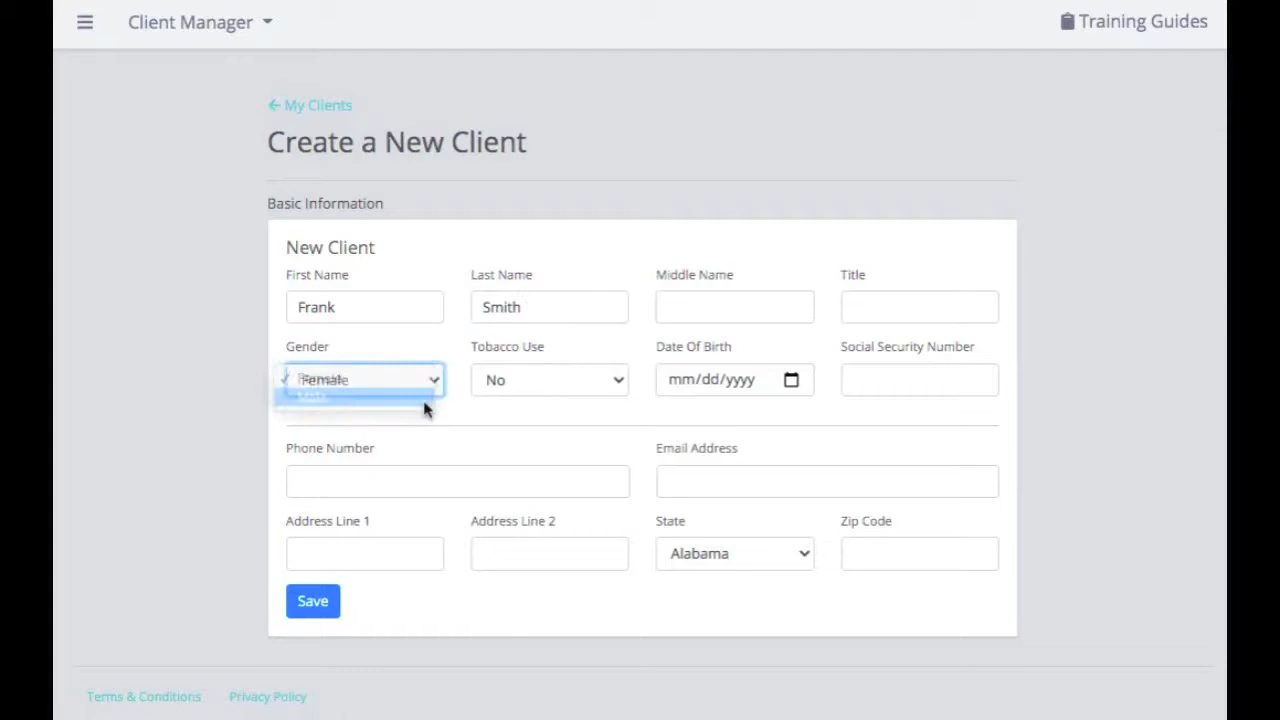 Client Manager
Training Guides
My Clients
Create a New Client
Basic Information
New Client
First Name Last Name Middle Name Title
Frank Smith
Gender Tobacco Use Date Of Birth Social Security Number
Female No mm/dd/yyyy
Male
Phone Number Email Address
Address Line 1 Address Line 2 State Zip Code
Alabama
Save
Terms & Conditions Privacy Policy